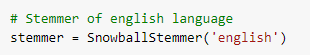 # Stemmer of english language
stemmer = SnowballStemmer('english')